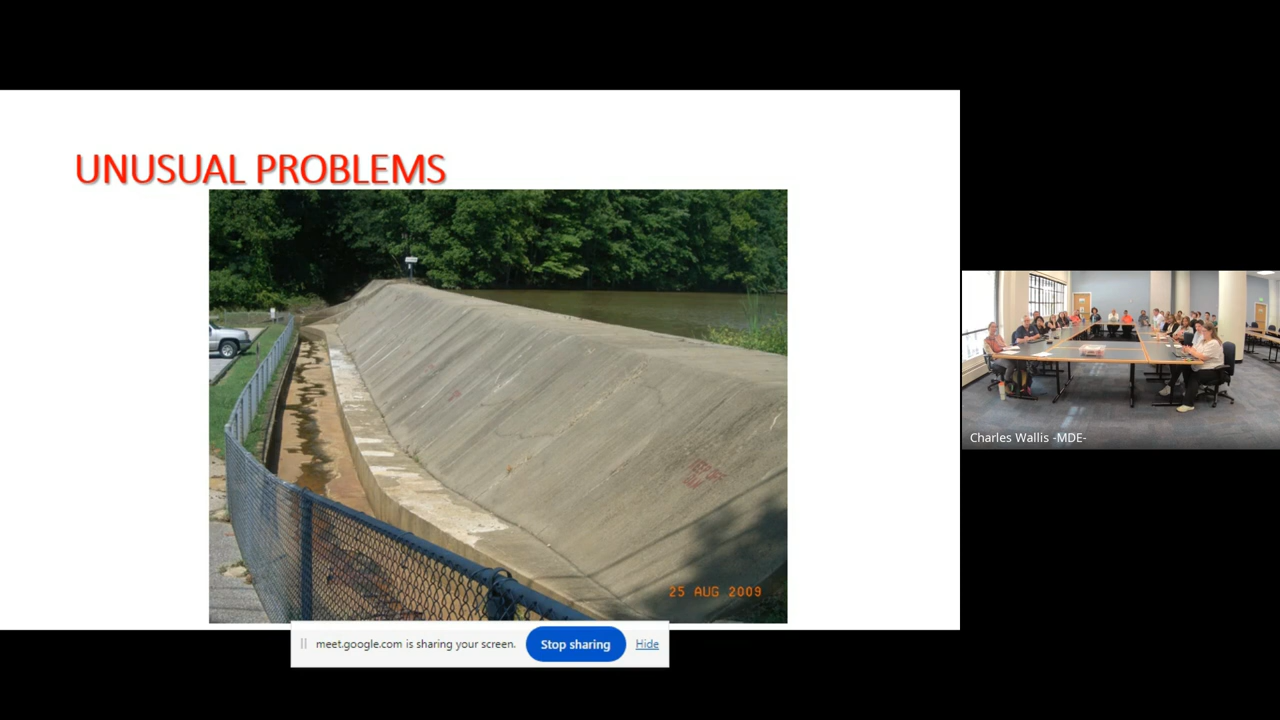 UNUSUAL PROBLEMS
25 AUG 2009
meet.google.com is sharing your screen.
Stop sharing
Hide
Charles Wallis -MDE-